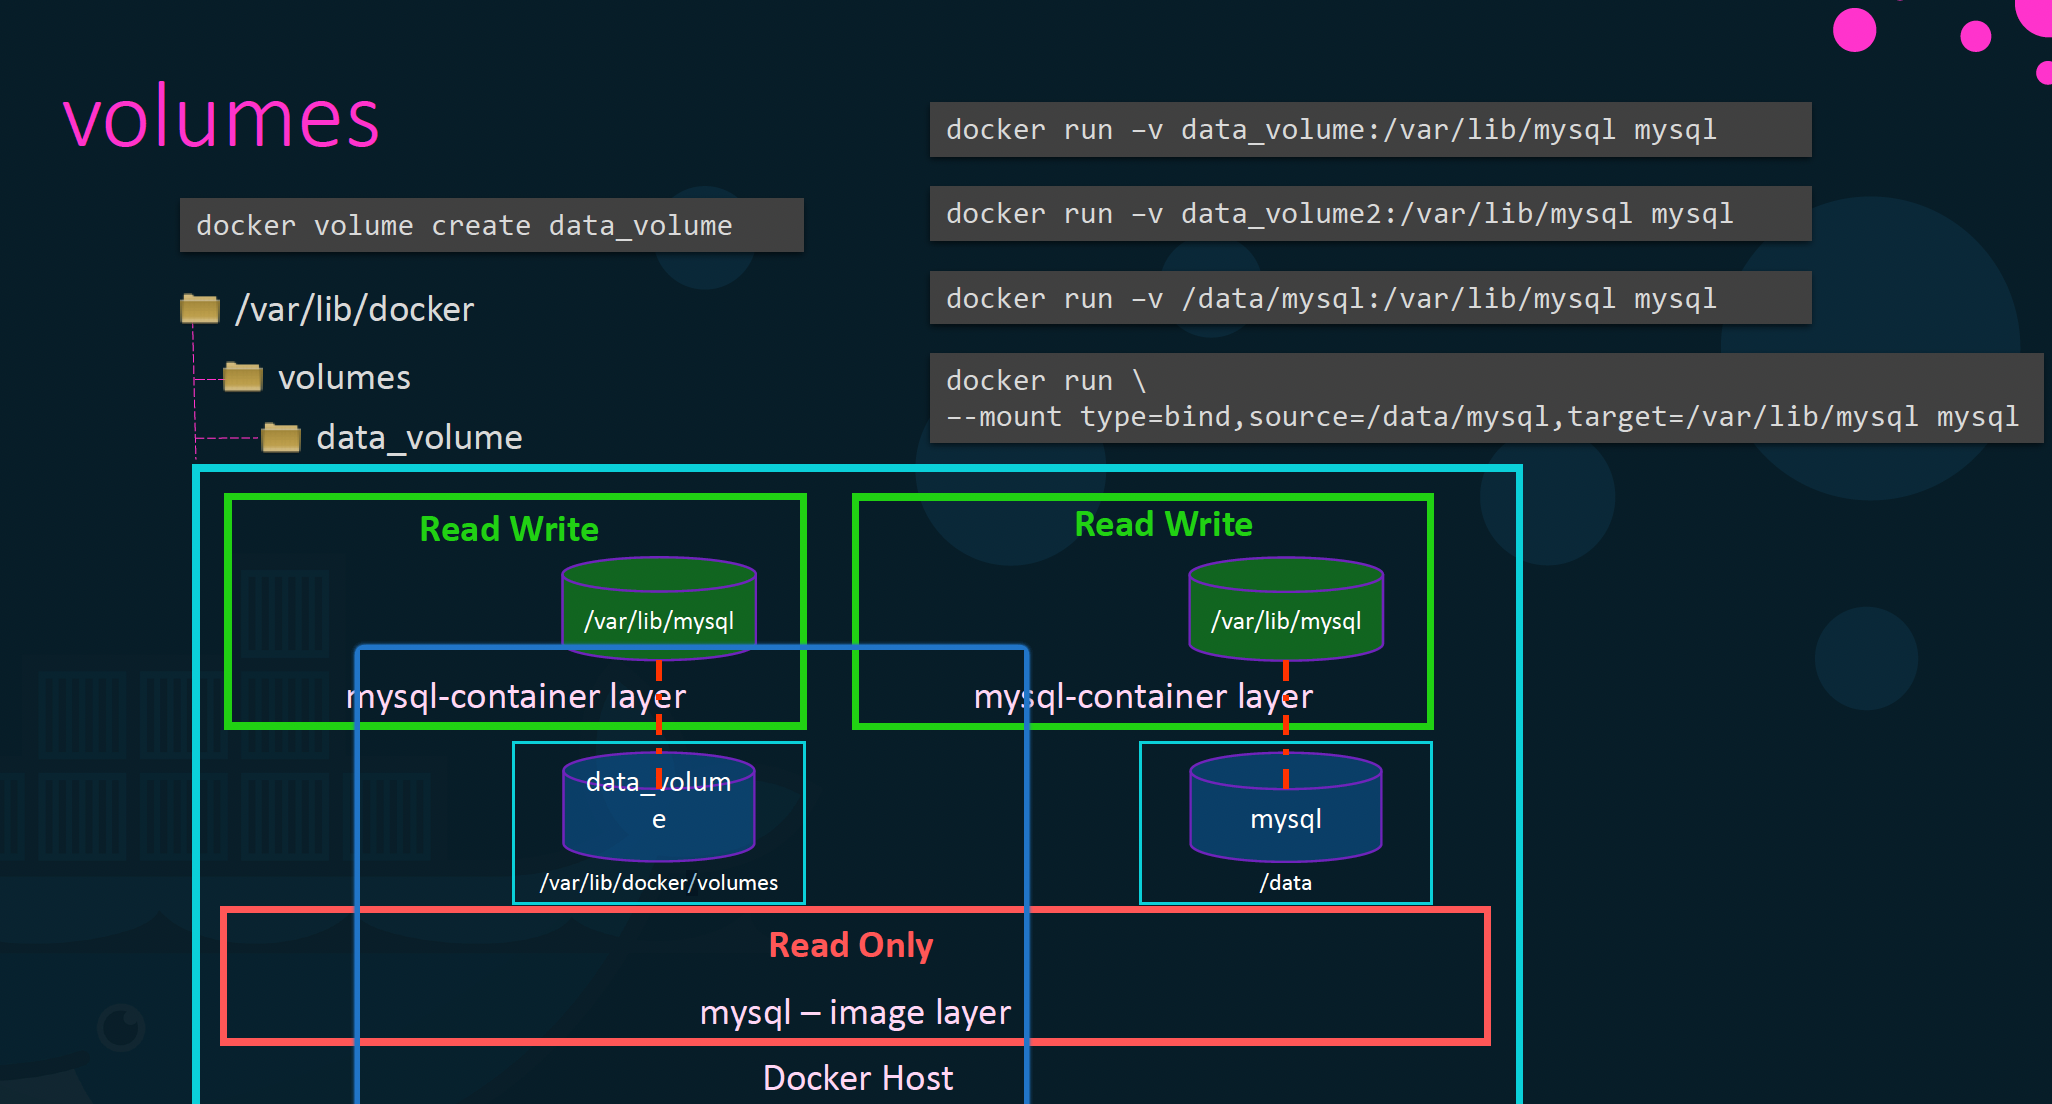 volumes
docker volume create data_volume
/var/lib/docker
volumes
data_volume
docker run –v data_volume:/var/lib/mysql mysql
docker run –v data_volume2:/var/lib/mysql mysql
docker run –v /data/mysql:/var/lib/mysql mysql
docker run \
--mount type=bind,source=/data/mysql,target=/var/lib/mysql mysql
Read Write
/var/lib/mysql
mysql-container layer
data_volum
e
/var/lib/docker/volumes
Read Write
/var/lib/mysql
mysql-container layer
mysql
/data
Read Only
mysql – image layer
Docker Host